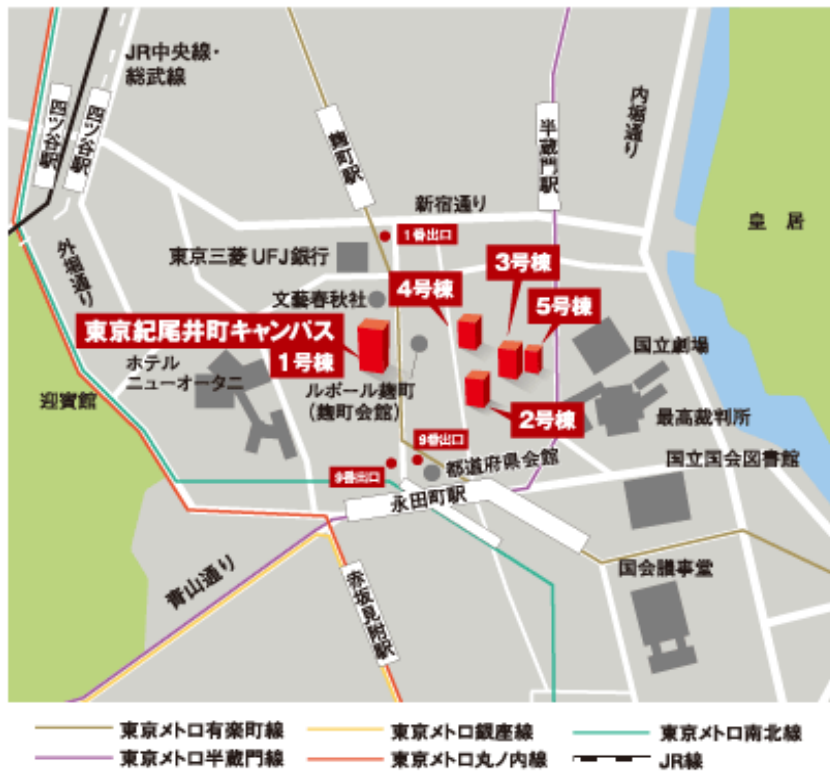 JR中央線・
総武線
四ツ谷駅
四ツ谷駅
麹町駅
半蔵門駅
内堀通り
新宿通り
皇 居
1番出口
東京三菱UFJ銀行
外堀通り
3号棟
4号棟
5号棟
文藝春秋社
東京紀尾井町キャンパス
1号棟
国立劇場
ホテル
ニューオータニ
ルポール麹町
(麹町会館)
迎賓館
2号棟
最高裁判所
9番出口
9番出口
都道府県会館
国立国会図書館
永田町駅
国会議事堂
青山通り
赤坂見附駅
東京メトロ有楽町線
東京メトロ銀座線
東京メトロ南北線
東京メトロ半蔵門線
東京メトロ丸ノ内線
JR線